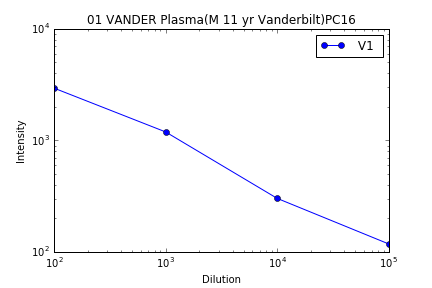 01 VANDER Plasma(M 11 yr Vanderbilt)PC16
V1
Intensity
10^4
10^3
10^2
10^2 10^3 10^4 10^5
Dilution